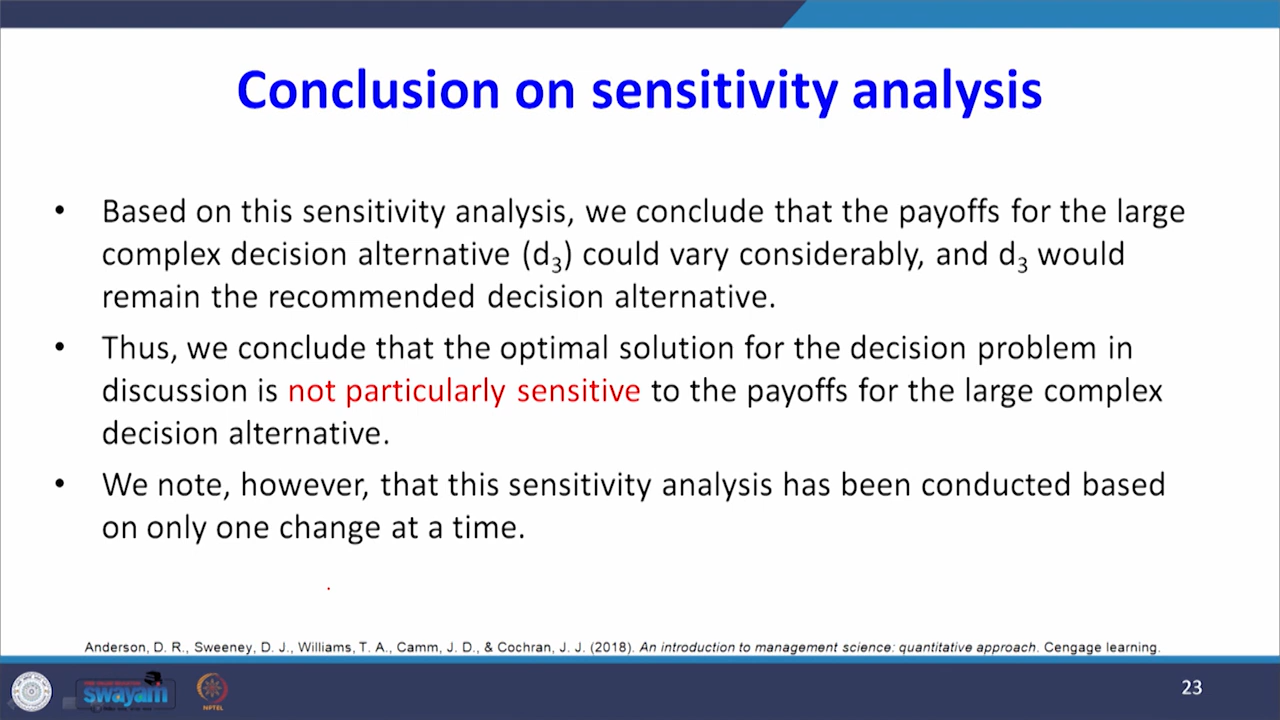 Conclusion on sensitivity analysis
• Based on this sensitivity analysis, we conclude that the payoffs for the large
complex decision alternative (d₃) could vary considerably, and d₃ would
remain the recommended decision alternative.
• Thus, we conclude that the optimal solution for the decision problem in
discussion is not particularly sensitive to the payoffs for the large complex
decision alternative.
• We note, however, that this sensitivity analysis has been conducted based
on only one change at a time.
Anderson, D. R., Sweeney, D. J., Williams, T. A., Camm, J. D., & Cochran, J. J. (2018). An introduction to management science: quantitative approach. Cengage learning.
swayam
NPTEL
23